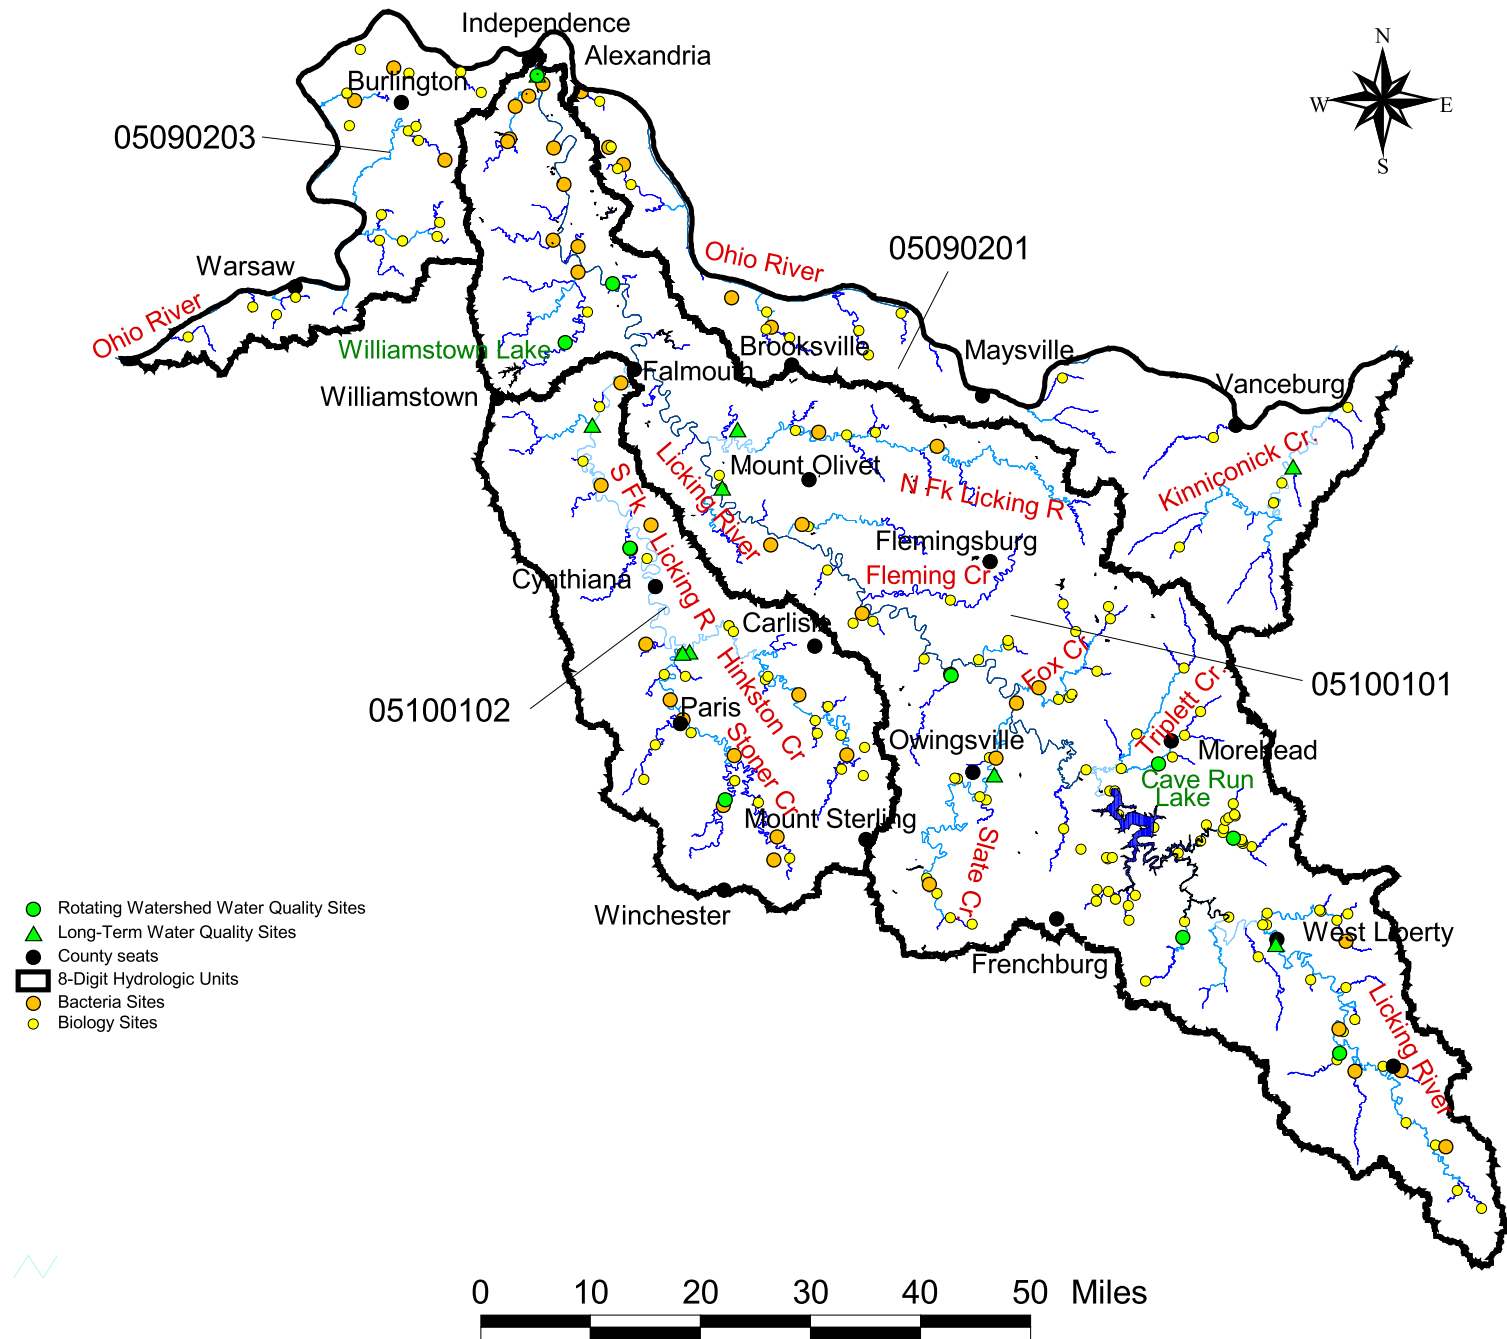 Independence
Alexandria
N
W
E
S
Burlington
05090203
Warsaw
Ohio River
Ohio River
05090201
Williamstown Lake
Williamstown
Falmouth
Brooksville
Maysville
Vanceburg
Kinniconick Cr.
Mount Olivet
N Fk Licking R
Licking River
S Fk
Licking R
Flemingsburg
Fleming Cr
Cynthiana
Carlisle
Hinkston Cr
Fox Cr
05100101
05100102
Paris
Stoner Cr
Owingsville
Triplett Cr.
Morehead
Cave Run
Lake
Mount Sterling
Slate Cr
Winchester
Frenchburg
West Liberty
Licking River
Rotating Watershed Water Quality Sites
Long-Term Water Quality Sites
County seats
8-Digit Hydrologic Units
Bacteria Sites
Biology Sites
0 10 20 30 40 50 Miles